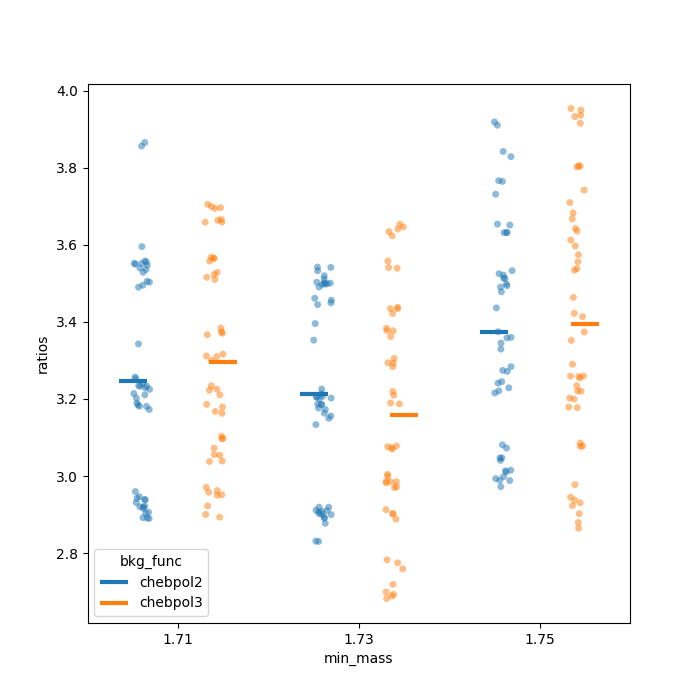 4.0
3.8
3.6
3.4
3.2
3.0
2.8
ratios
bkg_func
chebpol2
chebpol3
1.71
1.73
1.75
min_mass